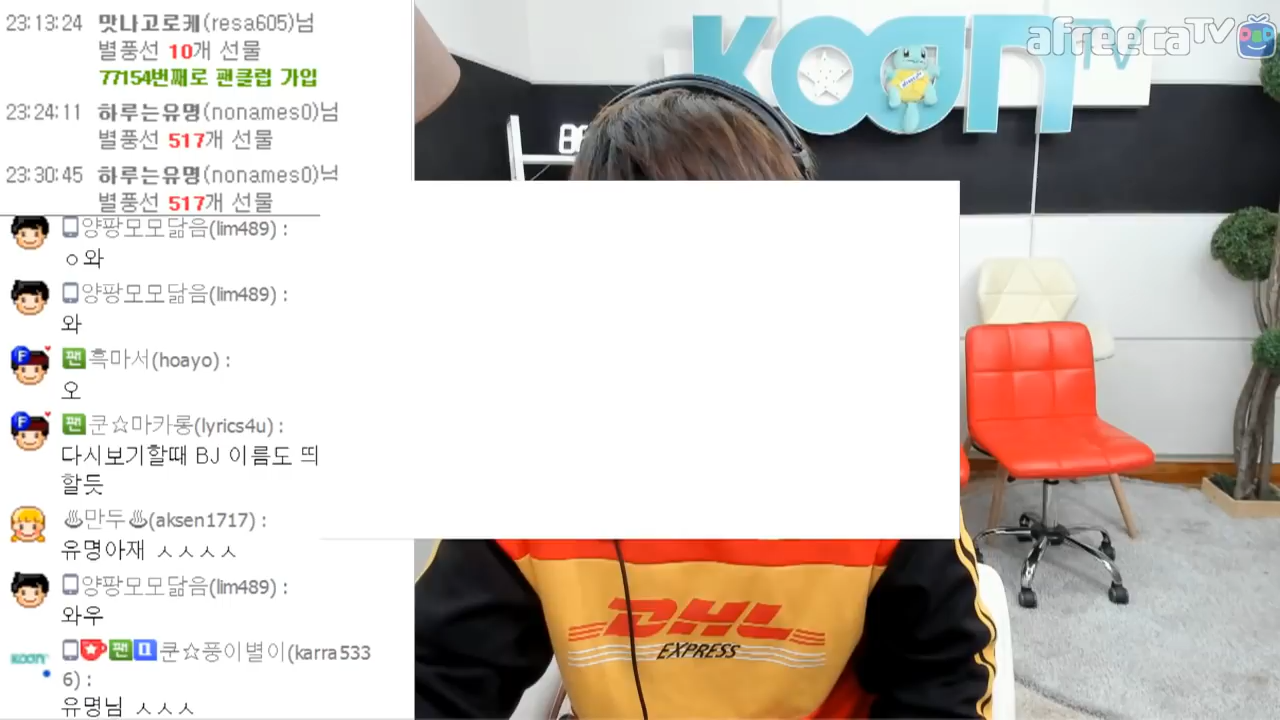 23:13:24 맛나고로케(resa605)님
별풍선 10개 선물
77154번째로 팬클럽 가입
23:24:11 하루는유명(nonames0)님
별풍선 517개 선물
23:30:45 하루는유명(nonames0)님
별풍선 517개 선물
양팡모모닮음(lim489) :
ㅇ와
양팡모모닮음(lim489) :
와
팬 흑마서(hoayo) :
오
팬 쿤☆마카롱(lyrics4u) :
다시보기할때 BJ 이름도 띄
할듯
♨만두♨(aksen1717) :
유명아재 ㅅㅅㅅㅅ
양팡모모닮음(lim489) :
와우
팬 쿤☆풍이별이(karra533
6) :
유명님 ㅅㅅㅅ
KOON TV
afreecaTV
DHL
EXPRESS